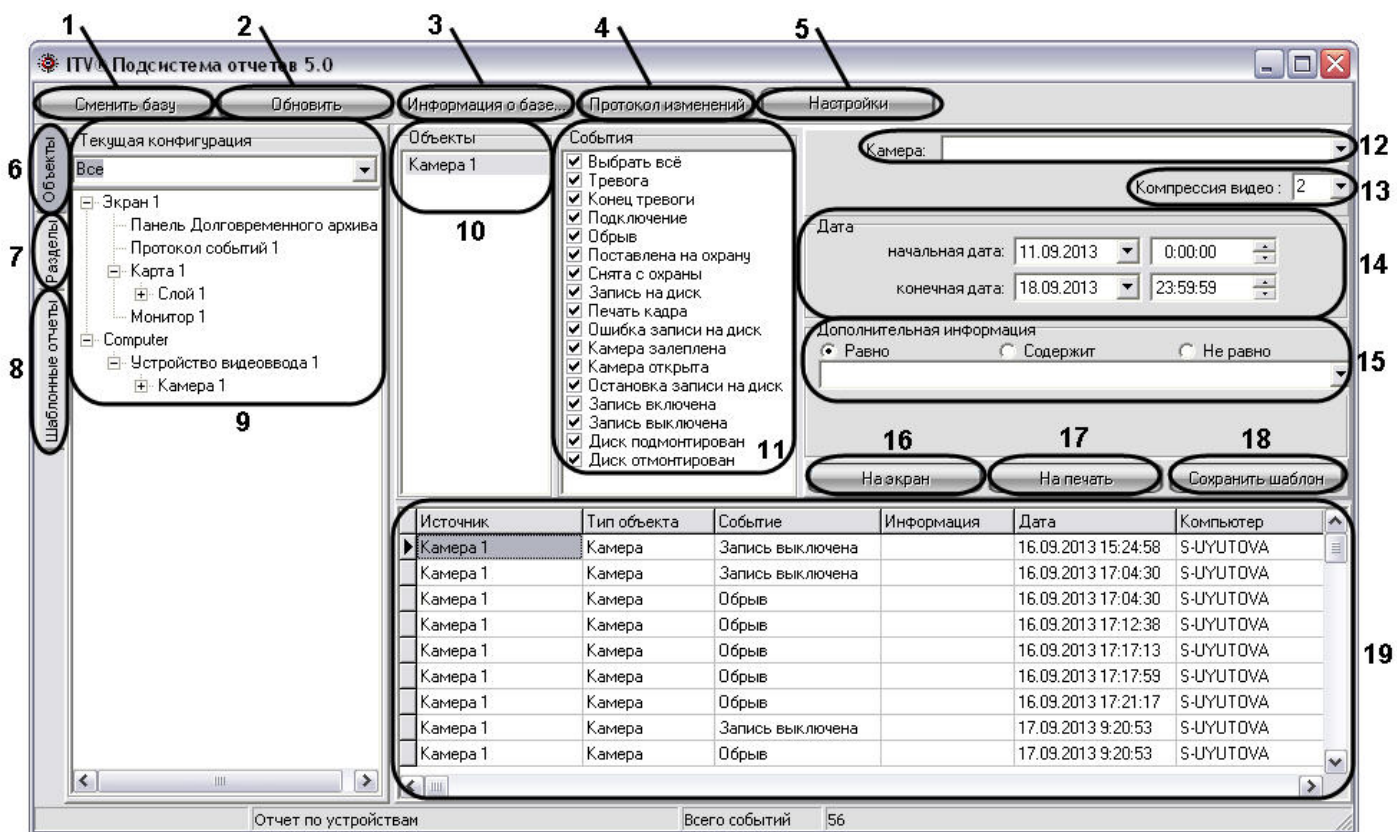 1 2 3 4 5
ITV® Подсистема отчетов 5.0
Сменить базу Обновить Информация о базе... Протокол изменений Настройки
6 Объекты
7 Разделы
8 Шаблонные отчеты
Текущая конфигурация
Все
Экран 1
Панель Долговременного архива
Протокол событий 1
Карта 1
Слой 1
Монитор 1
Computer
Устройство видеоввода 1
Камера 1
9
Объекты
Камера 1
10
События
Выбрать всё
Тревога
Конец тревоги
Подключение
Обрыв
Поставлена на охрану
Снята с охраны
Запись на диск
Печать кадра
Ошибка записи на диск
Камера залеплена
Камера открыта
Остановка записи на диск
Запись включена
Запись выключена
Диск подмонтирован
Диск отмонтирован
11
Камера: 12
Компрессия видео : 2 13
Дата
начальная дата: 11.09.2013 0:00:00
конечная дата: 18.09.2013 23:59:59
14
Дополнительная информация
Равно Содержит Не равно
15
16 17 18
На экран На печать Сохранить шаблон
Источник Тип объекта Событие Информация Дата Компьютер
Камера 1 Камера Запись выключена 16.09.2013 15:24:58 S-UYUTOVA
Камера 1 Камера Запись выключена 16.09.2013 17:04:30 S-UYUTOVA
Камера 1 Камера Обрыв 16.09.2013 17:04:30 S-UYUTOVA
Камера 1 Камера Обрыв 16.09.2013 17:12:38 S-UYUTOVA
Камера 1 Камера Обрыв 16.09.2013 17:17:13 S-UYUTOVA
Камера 1 Камера Обрыв 16.09.2013 17:17:59 S-UYUTOVA
Камера 1 Камера Обрыв 16.09.2013 17:21:17 S-UYUTOVA
Камера 1 Камера Запись выключена 17.09.2013 9:20:53 S-UYUTOVA
Камера 1 Камера Обрыв 17.09.2013 9:20:53 S-UYUTOVA
19
Отчет по устройствам Всего событий 56